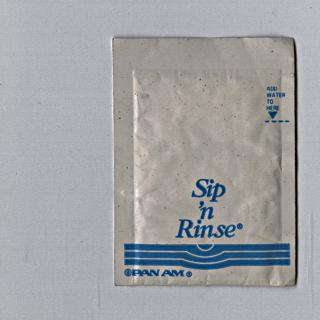 ADD
WATER
TO
HERE
Sip
'n
Rinse®
PAN AM.